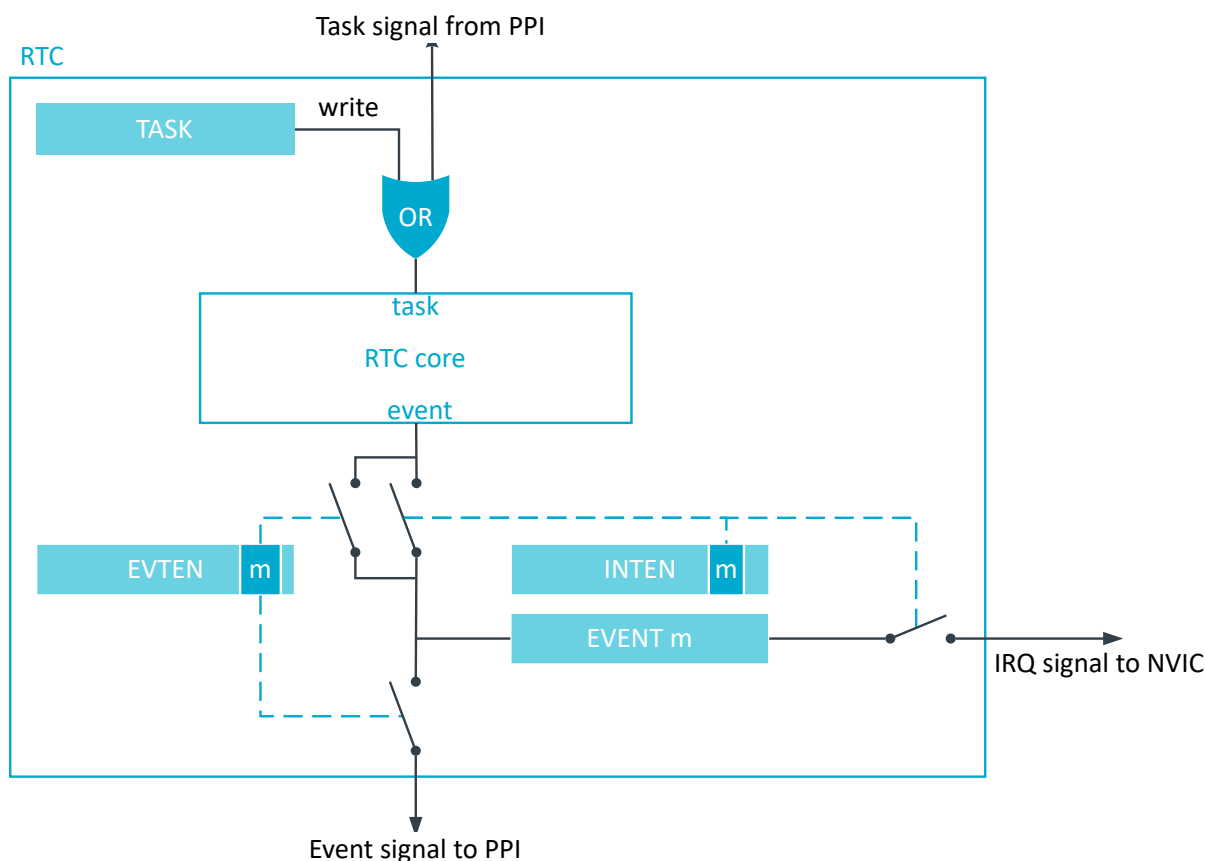 Task signal from PPI
RTC
write
TASK
OR
task
RTC core
event
EVTEN m
INTEN m
EVENT m
IRQ signal to NVIC
Event signal to PPI